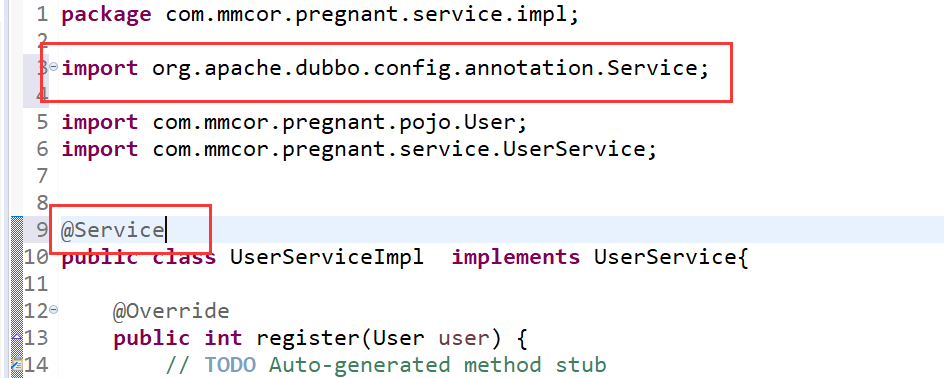 1 package com.mmcor.pregnant.service.impl;
2
3 import org.apache.dubbo.config.annotation.Service;
4
5 import com.mmcor.pregnant.pojo.User;
6 import com.mmcor.pregnant.service.UserService;
7
8
9 @Service
10 public class UserServiceImpl  implements UserService{
11
12     @Override
13     public int register(User user) {
14         // TODO Auto-generated method stub